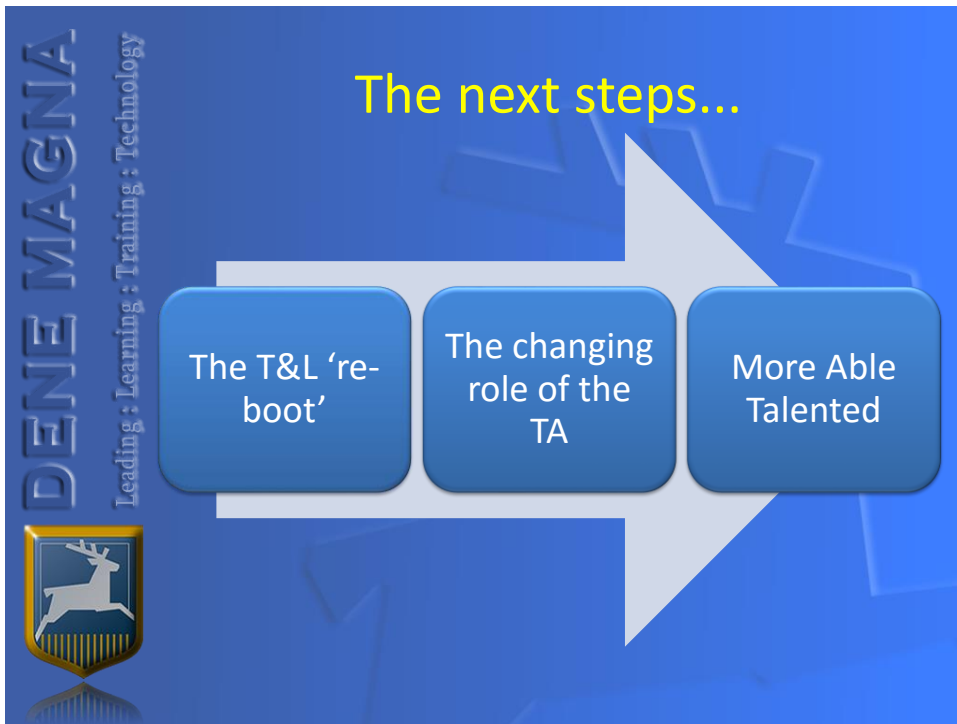 DENE MAGNA
Leading : Learning : Training : Technology
The next steps...
The T&L ‘re-
boot’
The changing
role of the
TA
More Able
Talented